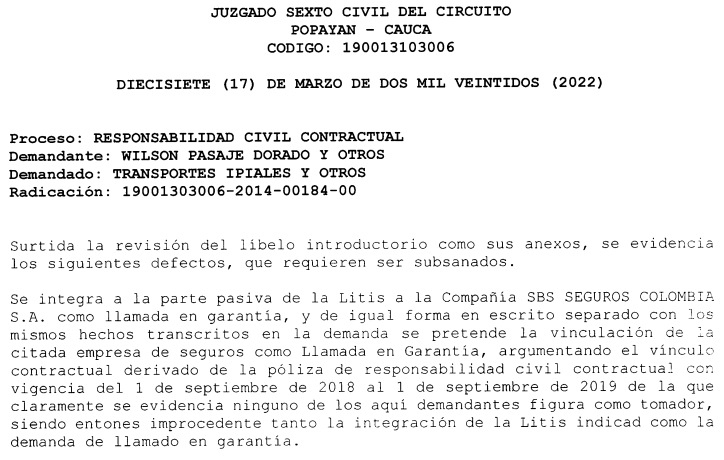 JUZGADO SEXTO CIVIL DEL CIRCUITO
POPAYAN – CAUCA
CODIGO: 190013103006
DIECISIETE (17) DE MARZO DE DOS MIL VEINTIDOS (2022)
Proceso: RESPONSABILIDAD CIVIL CONTRACTUAL
Demandante: WILSON PASAJE DORADO Y OTROS
Demandado: TRANSPORTES IPIALES Y OTROS
Radicación: 19001303006-2014-00184-00
Surtida la revisión del líbelo introductorio como sus anexos, se evidencia
los siguientes defectos, que requieren ser subsanados.
Se integra a la parte pasiva de la Litis a la Compañía SBS SEGUROS COLOMBIA
S.A. como llamada en garantía, y de igual forma en escrito separado con los
mismos hechos transcritos en la demanda se pretende la vinculación de la
citada empresa de seguros como Llamada en Garantía, argumentando el vínculo
contractual derivado de la póliza de responsabilidad civil contractual con
vigencia del 1 de septiembre de 2018 al 1 de septiembre de 2019 de la que
claramente se evidencia ninguno de los aquí demandantes figura como tomador,
siendo entones improcedente tanto la integración de la Litis indicad como la
demanda de llamado en garantía.